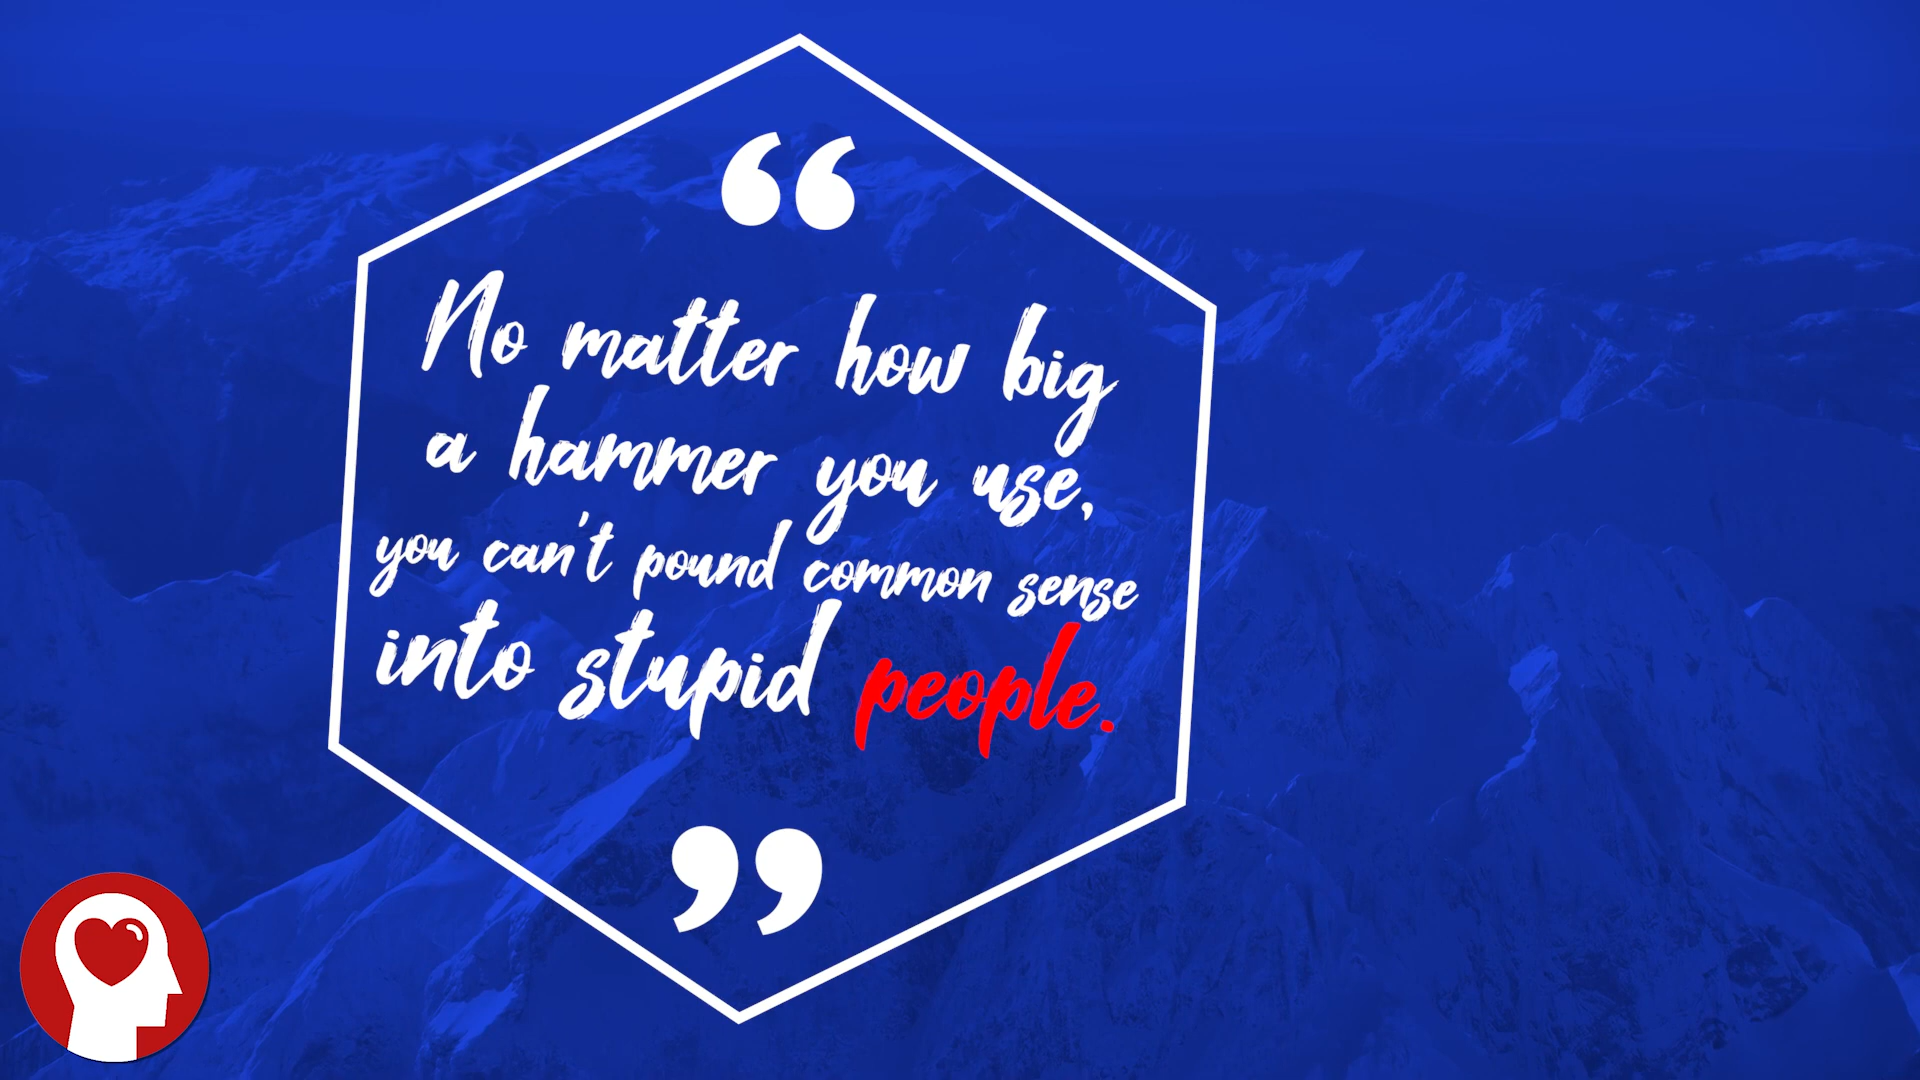 “
No matter how big
a hammer you use,
you can't pound common sense
into stupid people.
”